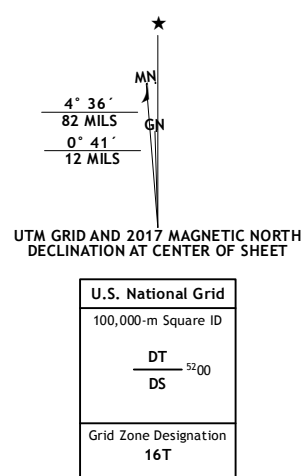 ★
MN
4° 36´
82 MILS
GN
0° 41´
12 MILS
UTM GRID AND 2017 MAGNETIC NORTH
DECLINATION AT CENTER OF SHEET
U.S. National Grid
100,000-m Square ID
DT
⁵²00
DS
Grid Zone Designation
16T